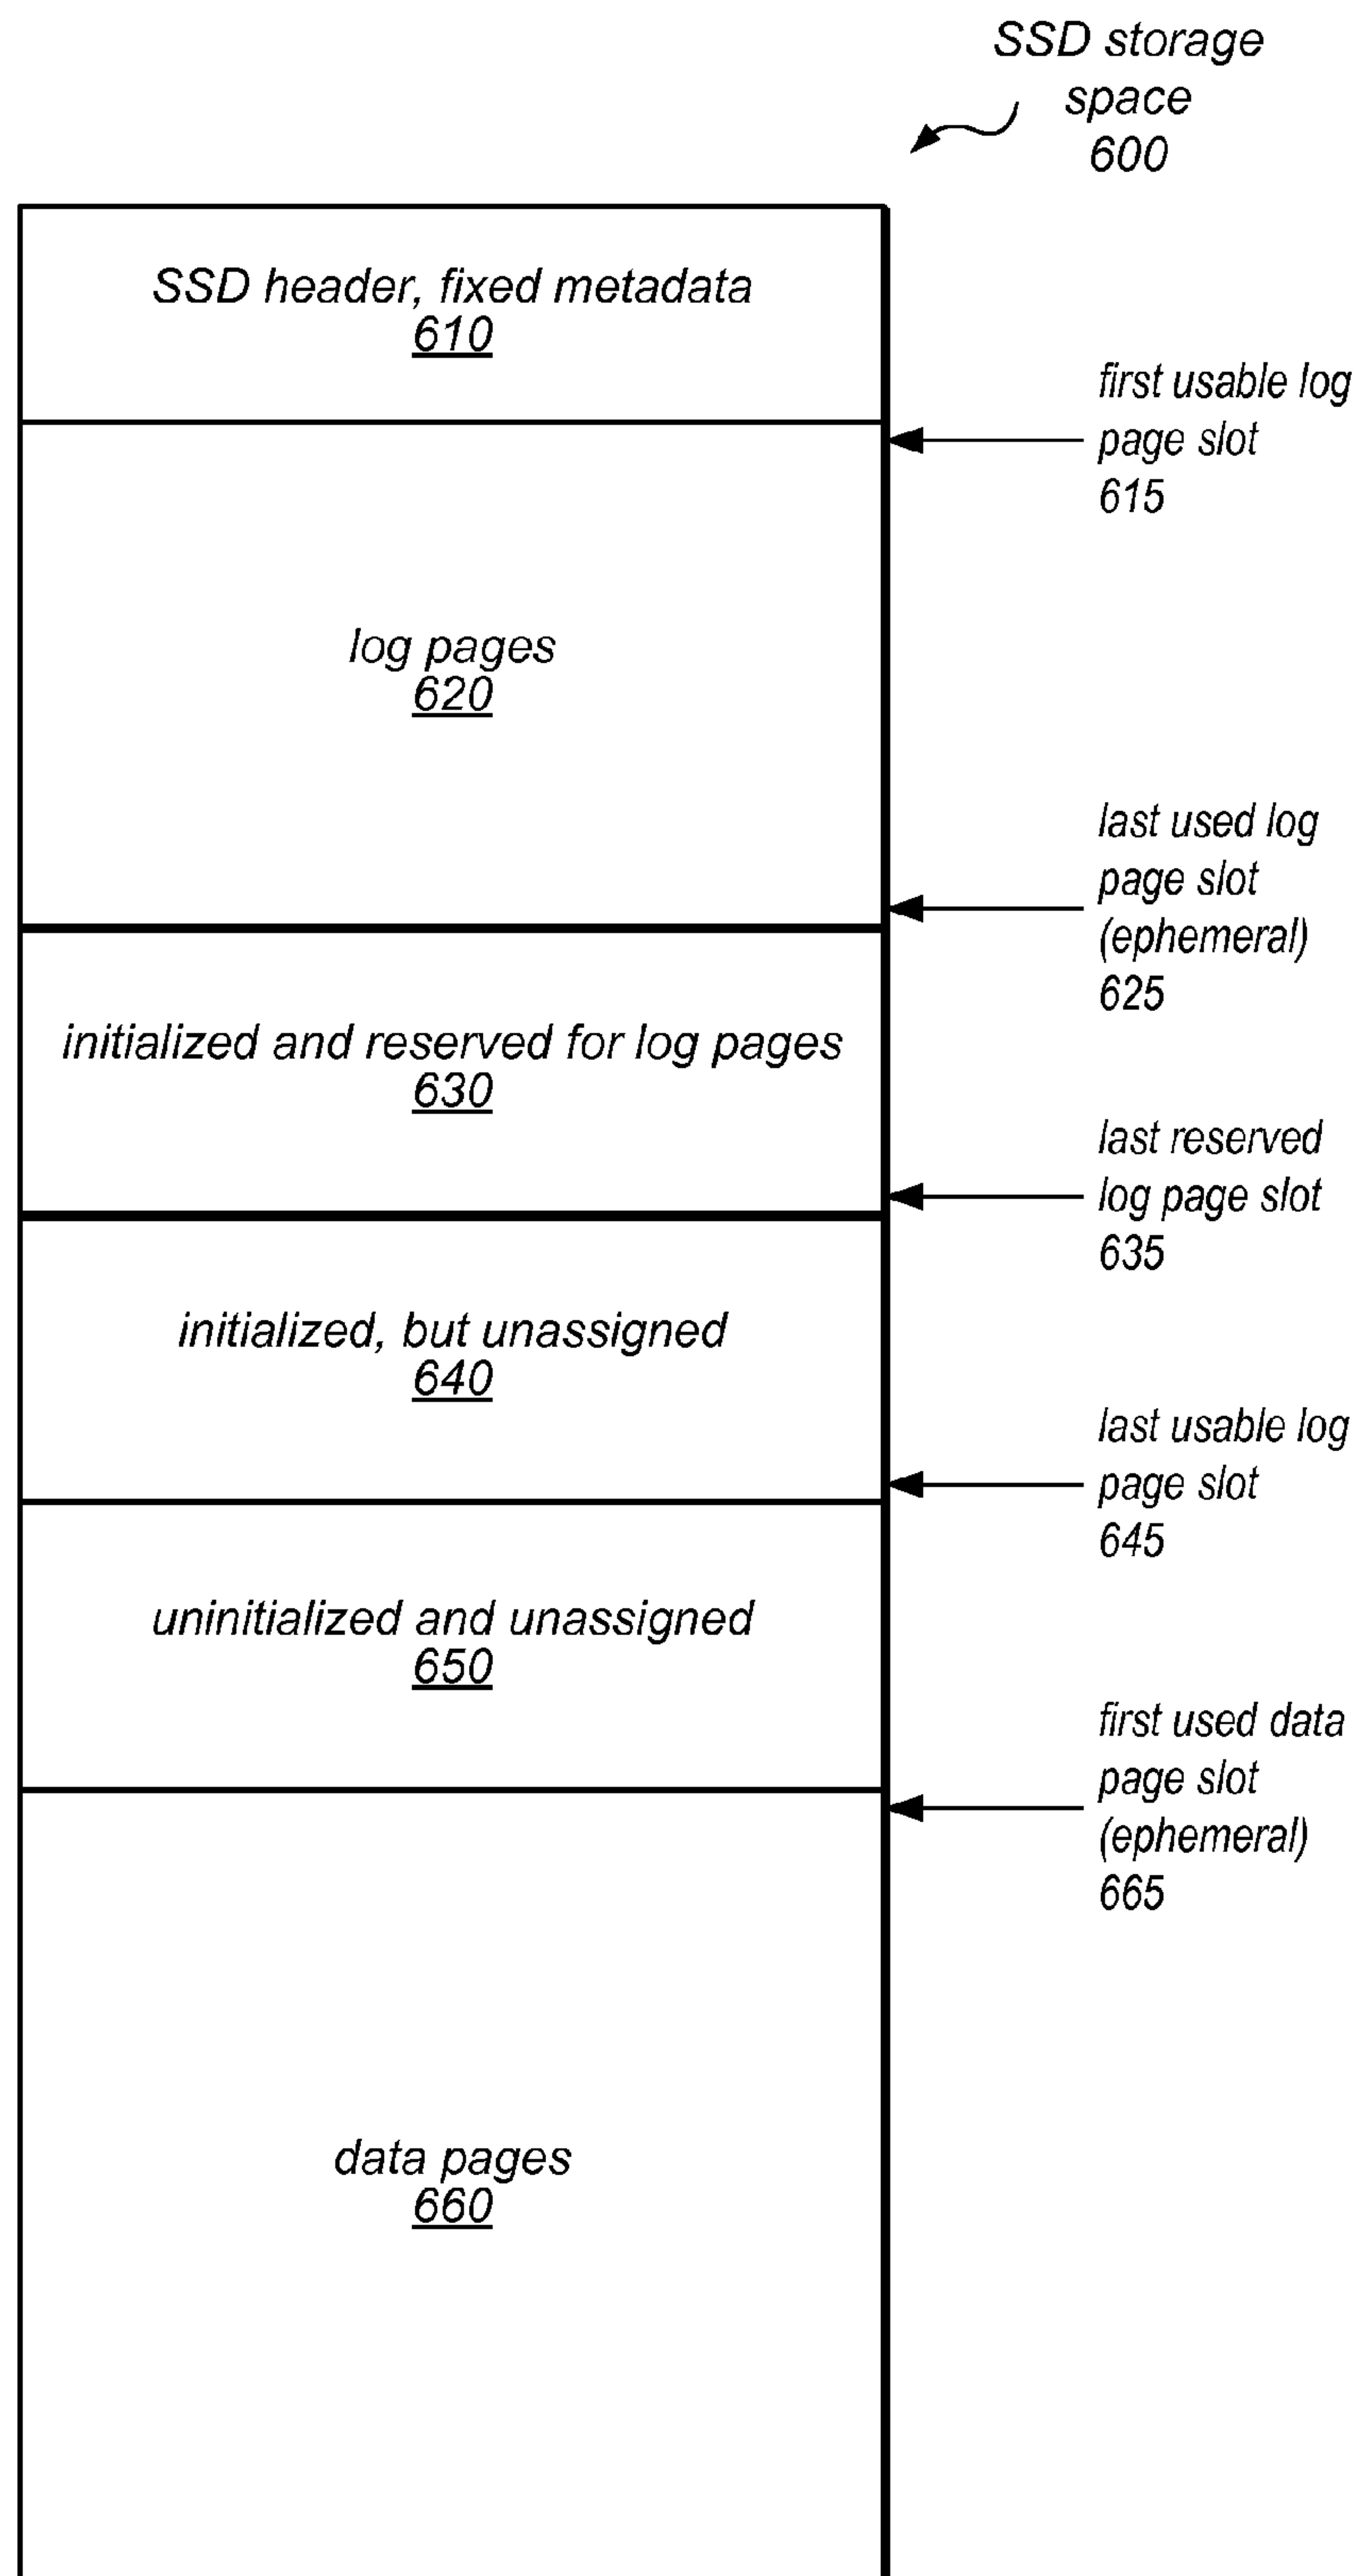 SSD storage
space
600
SSD header, fixed metadata
610
first usable log
page slot
615
log pages
620
last used log
page slot
(ephemeral)
625
initialized and reserved for log pages
630
last reserved
log page slot
635
initialized, but unassigned
640
last usable log
page slot
645
uninitialized and unassigned
650
first used data
page slot
(ephemeral)
665
data pages
660